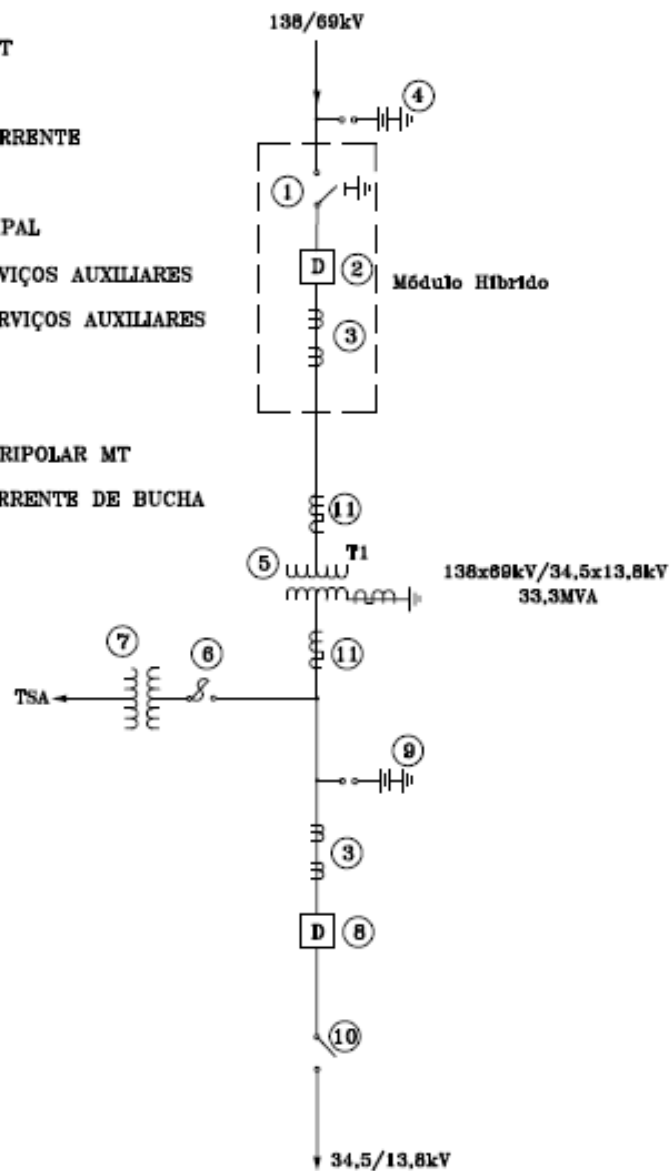 138/69kV
T
4
RRENTE
1
IPAL
D
2
VIÇOS AUXILIARES
Módulo Híbrido
RVIÇOS AUXILIARES
3
RIPOLAR MT
RRENTE DE BUCHA
11
T1
5
138x69kV/34,5x13,8kV
33,3MVA
7
6
11
TSA
9
3
D
8
10
34,5/13,8kV